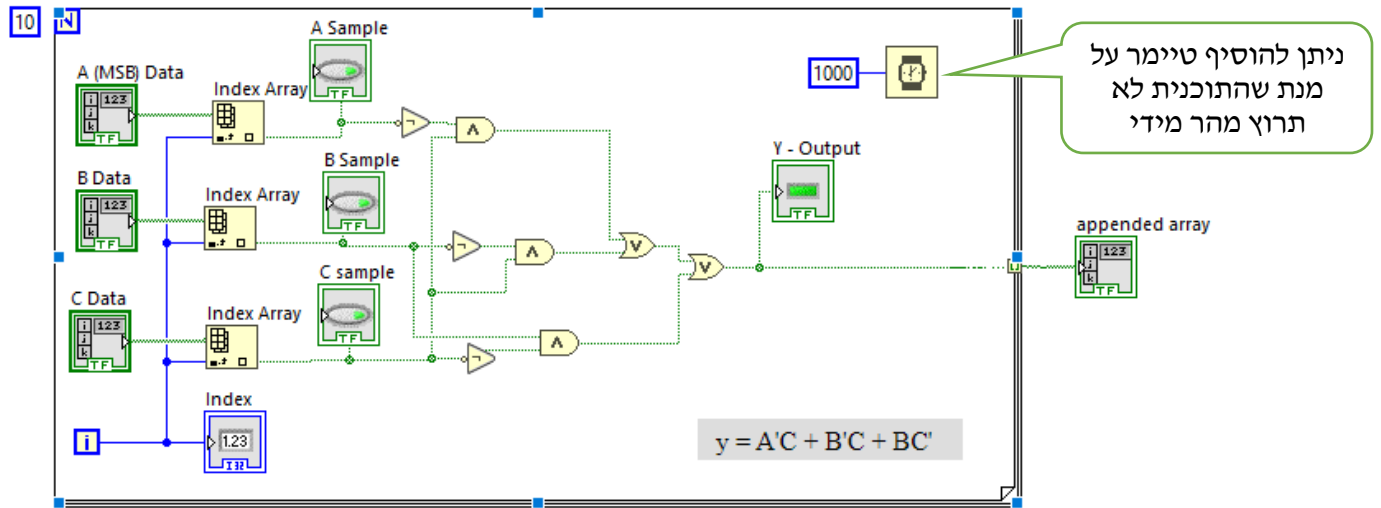 10
N
A Sample
TF
1000
ניתן להוסיף טיימר על
מנת שהתוכנית לא
תרוץ מהר מידי
A (MSB) Data
i 123
j
k
TF
Index Array
B Sample
TF
Y - Output
TF
B Data
i 123
j
k
TF
Index Array
C sample
TF
appended array
i 123
j
k
TF
C Data
i 123
j
k
TF
Index Array
Index
1.23
I32
i
y = A'C + B'C + BC'